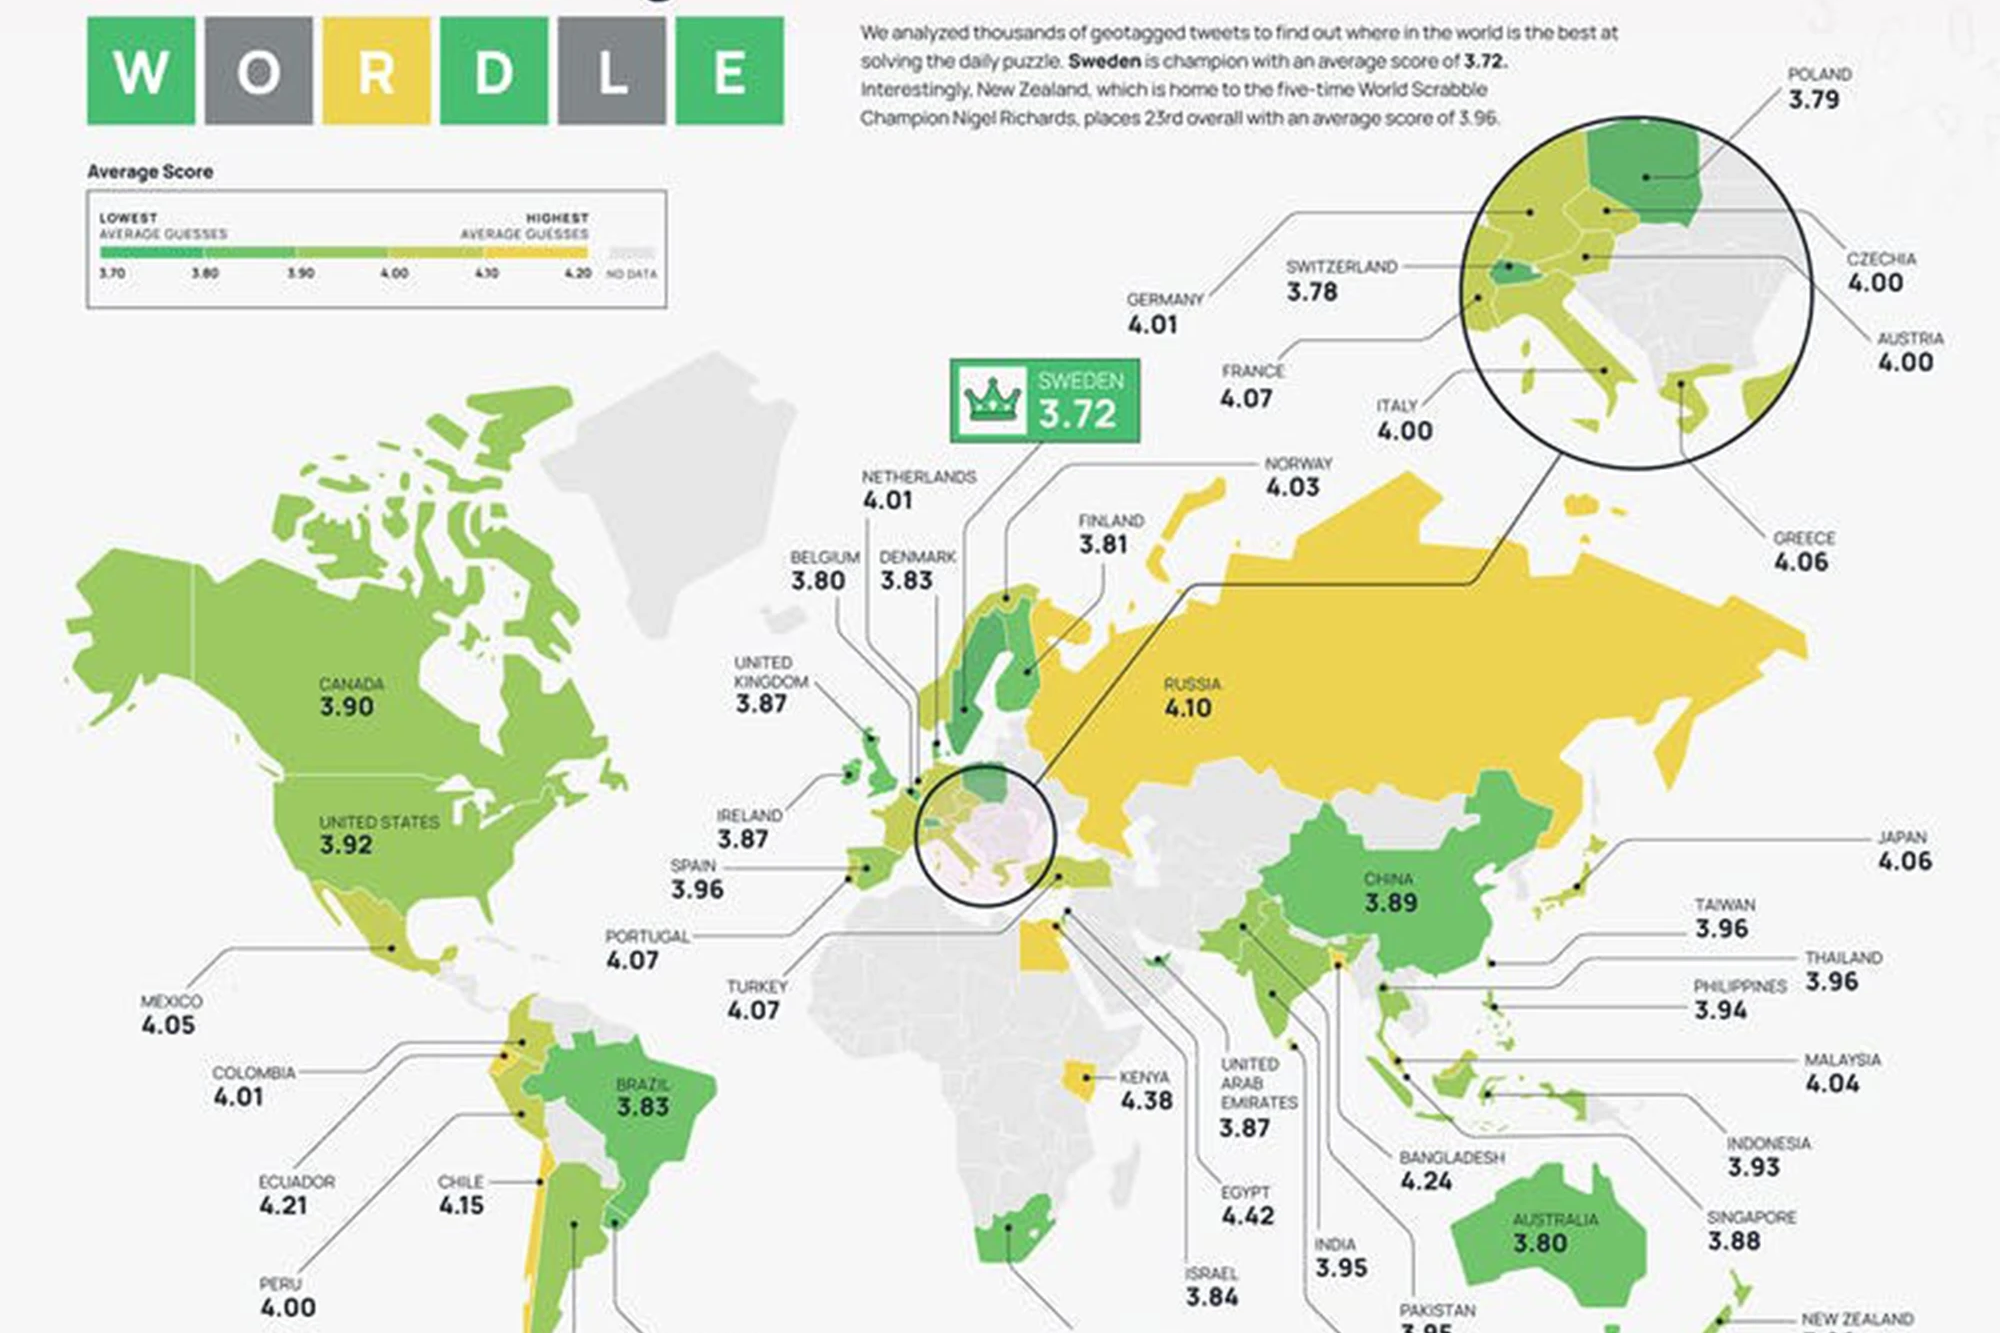 WORDLE
We analyzed thousands of geotagged tweets to find out where in the world is the best at
solving the daily puzzle. Sweden is champion with an average score of 3.72.
Interestingly, New Zealand, which is home to the five-time World Scrabble
Champion Nigel Richards, places 23rd overall with an average score of 3.96.
Average Score
LOWEST
AVERAGE GUESSES
HIGHEST
AVERAGE GUESSES
3.70 3.80 3.90 4.00 4.10 4.20 NO DATA
POLAND
3.79
CZECHIA
4.00
AUSTRIA
4.00
SWITZERLAND
3.78
GERMANY
4.01
FRANCE
4.07
ITALY
4.00
GREECE
4.06
SWEDEN
3.72
NETHERLANDS
4.01
NORWAY
4.03
FINLAND
3.81
BELGIUM
3.80
DENMARK
3.83
UNITED
KINGDOM
3.87
IRELAND
3.87
SPAIN
3.96
PORTUGAL
4.07
TURKEY
4.07
CANADA
3.90
UNITED STATES
3.92
MEXICO
4.05
RUSSIA
4.10
CHINA
3.89
JAPAN
4.06
TAIWAN
3.96
THAILAND
3.96
PHILIPPINES
3.94
MALAYSIA
4.04
INDONESIA
3.93
SINGAPORE
3.88
COLOMBIA
4.01
BRAZIL
3.83
ECUADOR
4.21
CHILE
4.15
PERU
4.00
KENYA
4.38
UNITED
ARAB
EMIRATES
3.87
BANGLADESH
4.24
EGYPT
4.42
INDIA
3.95
ISRAEL
3.84
PAKISTAN
3.95
AUSTRALIA
3.80
NEW ZEALAND